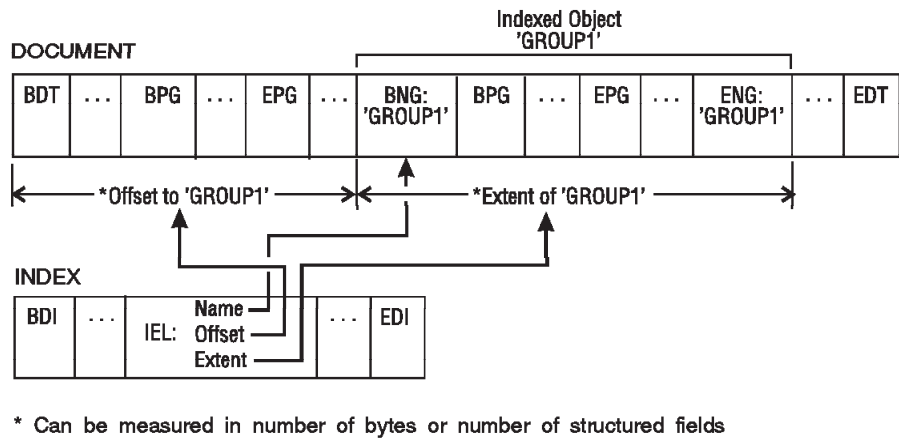 Indexed Object
'GROUP1'
DOCUMENT
BDT ... BPG ... EPG ... BNG: BPG ... EPG ... ENG: ... EDT
'GROUP1' 'GROUP1'
*Offset to 'GROUP1' *Extent of 'GROUP1'
INDEX
BDI ... IEL: Name ... EDI
Offset
Extent
* Can be measured in number of bytes or number of structured fields